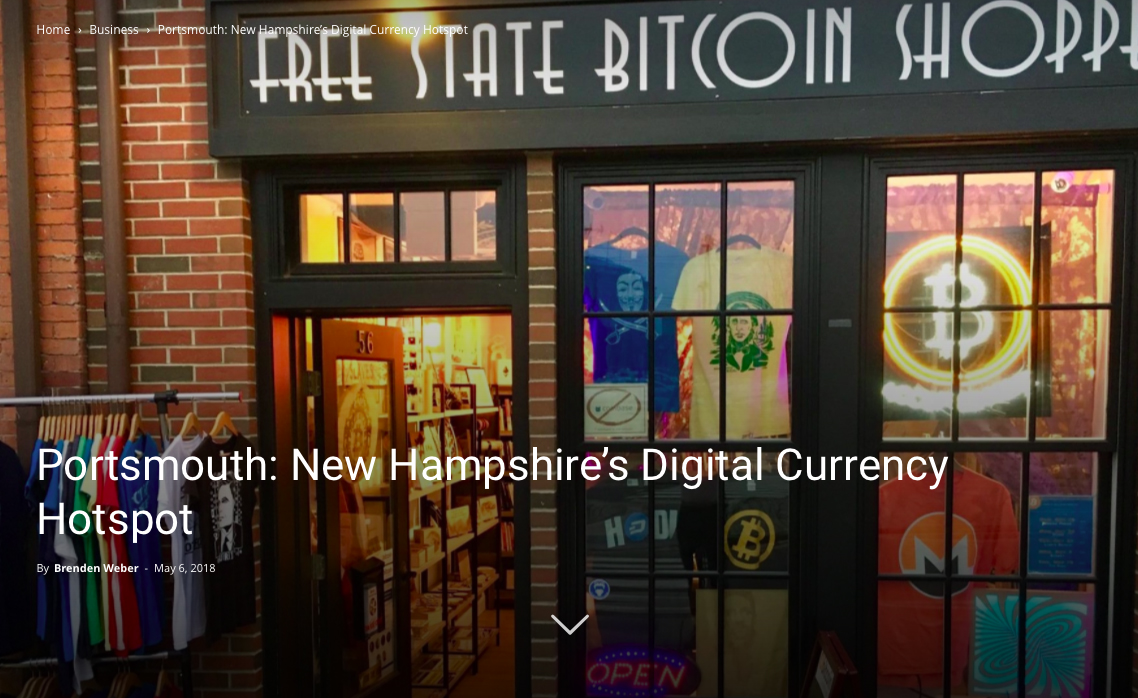 Home › Business › Portsmouth: New Hampshire’s Digital Currency Hotspot
FREE STATE BITCOIN SHOPPE
56
Portsmouth: New Hampshire’s Digital Currency
Hotspot
By Brenden Weber - May 6, 2018
OPEN